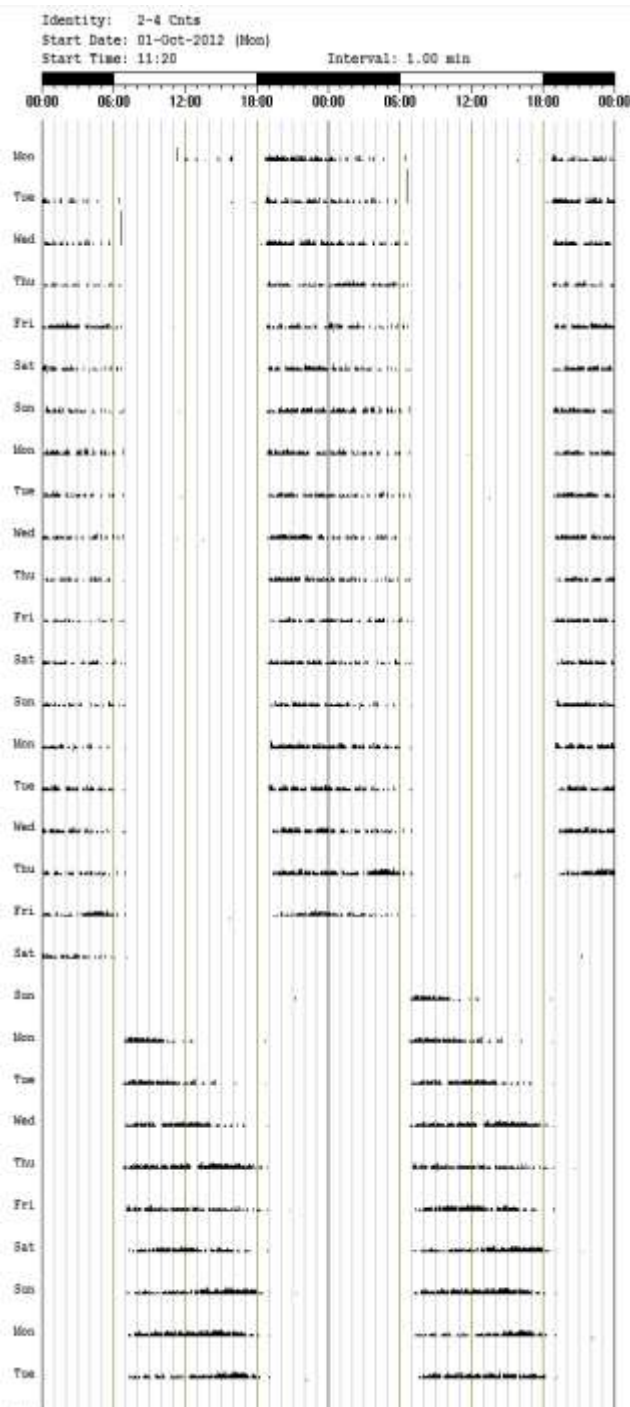 Identity: 2-4 Cnts
Start Date: 01-Oct-2012 (Mon)
Start Time: 11:20 Interval: 1.00 min
00:00 06:00 12:00 18:00 00:00 06:00 12:00 18:00 00:00
Mon
Tue
Wed
Thu
Fri
Sat
Sun
Mon
Tue
Wed
Thu
Fri
Sat
Sun
Mon
Tue
Wed
Thu
Fri
Sat
Sun
Mon
Tue
Wed
Thu
Fri
Sat
Sun
Mon
Tue